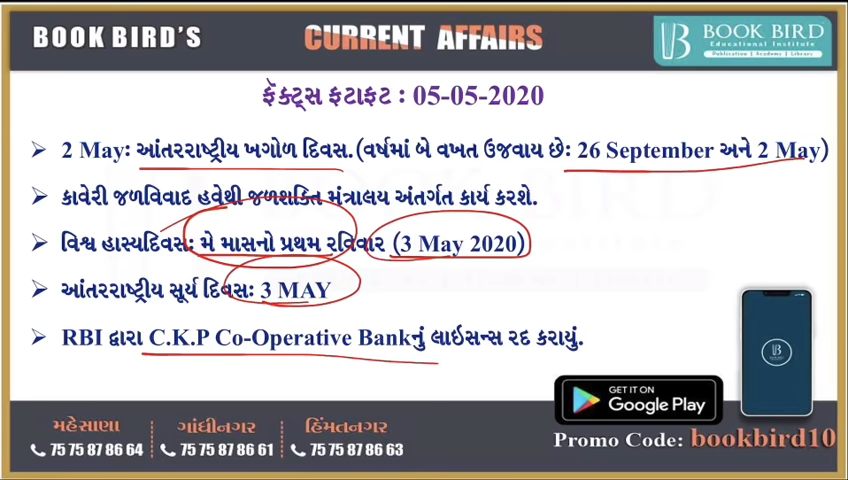 BOOK BIRD'S
CURRENT AFFAIRS
BOOK BIRD
Educational Institute
Publication | Academy | Library
ફેક્ટ્સ ફટાફટ : 05-05-2020
➤ 2 May: આંતરરાષ્ટ્રીય ખગોળ દિવસ.(વર્ષમાં બે વખત ઉજવાય છે: 26 September અને 2 May)
➤ કાવેરી જળવિવાદ હવેથી જળશક્તિ મંત્રાલય અંતર્ગત કાર્ય કરશે.
➤ વિશ્વ હાસ્યદિવસ: મે માસનો પ્રથમ રવિવાર (3 May 2020)
➤ આંતરરાષ્ટ્રીય સૂર્ય દિવસ: 3 MAY
➤ RBI દ્વારા C.K.P Co-Operative Bankનું લાઇસન્સ રદ કરાયું.
GET IT ON
Google Play
મહેસાણા
75 75 87 86 64
ગાંધીનગર
75 75 87 86 61
હિંમતનગર
75 75 87 86 63
Promo Code: bookbird10